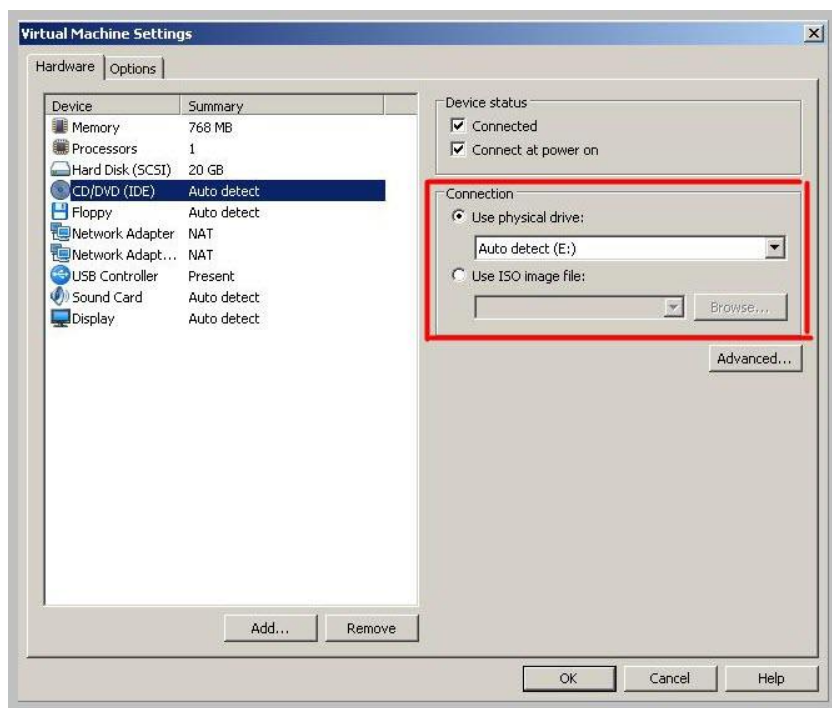 Virtual Machine Settings
Hardware Options
Device Summary
Memory 768 MB
Processors 1
Hard Disk (SCSI) 20 GB
CD/DVD (IDE) Auto detect
Floppy Auto detect
Network Adapter NAT
Network Adapt... NAT
USB Controller Present
Sound Card Auto detect
Display Auto detect
Add... Remove
Device status
Connected
Connect at power on
Connection
Use physical drive:
Auto detect (E:)
Use ISO image file:
Browse...
Advanced...
OK Cancel Help